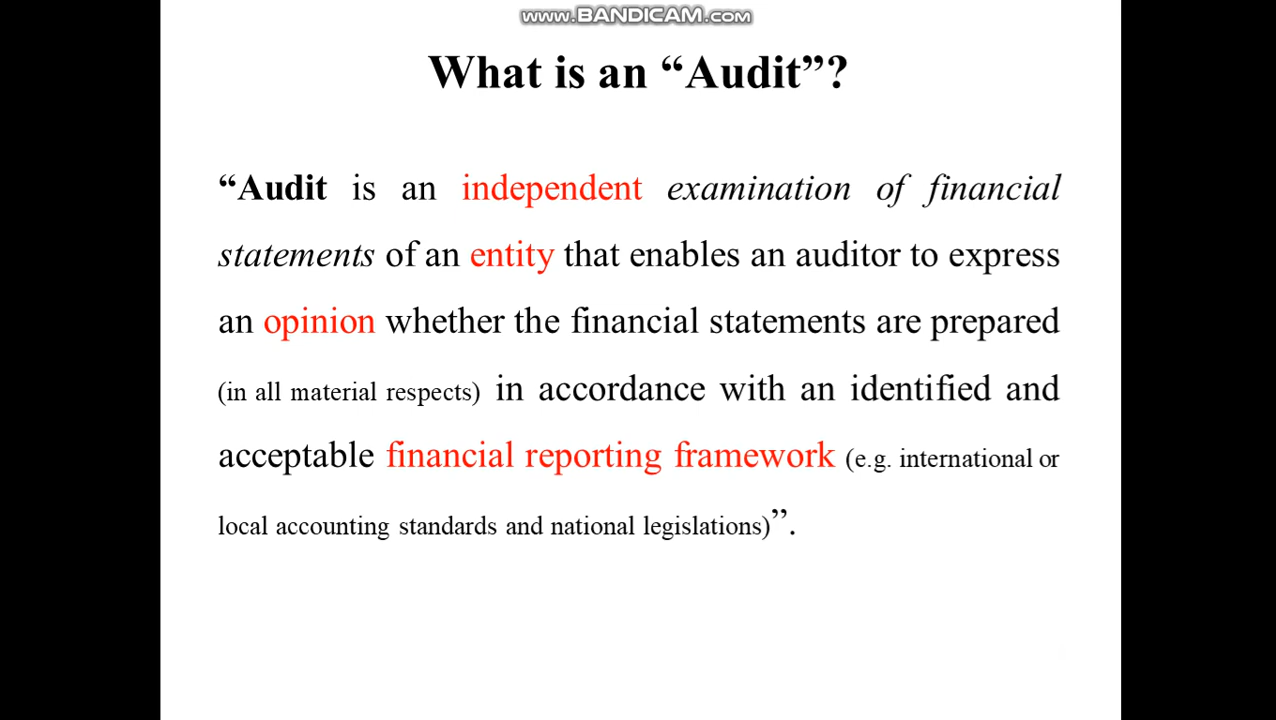 www.BANDICAM.com
What is an “Audit”?
“Audit is an independent examination of financial
statements of an entity that enables an auditor to express
an opinion whether the financial statements are prepared
(in all material respects) in accordance with an identified and
acceptable financial reporting framework (e.g. international or
local accounting standards and national legislations)”.